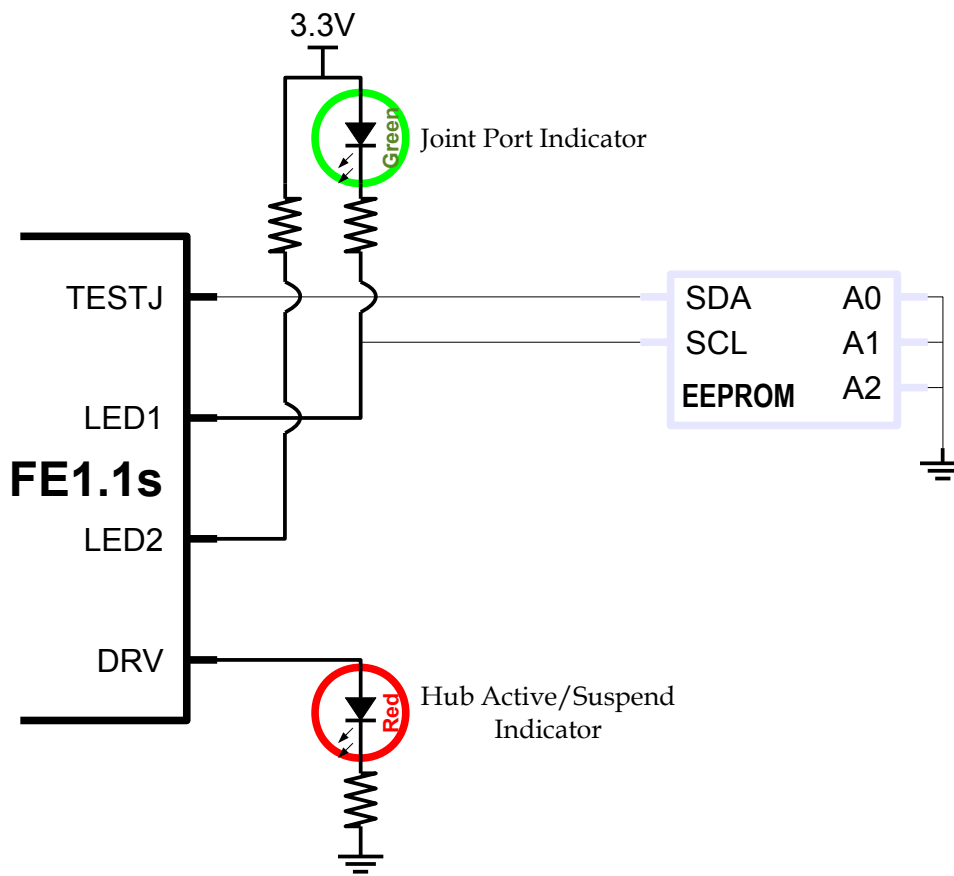 3.3V
Green
Joint Port Indicator
TESTJ
SDA
A0
SCL
A1
EEPROM
A2
LED1
FE1.1s
LED2
DRV
Red
Hub Active/Suspend
Indicator